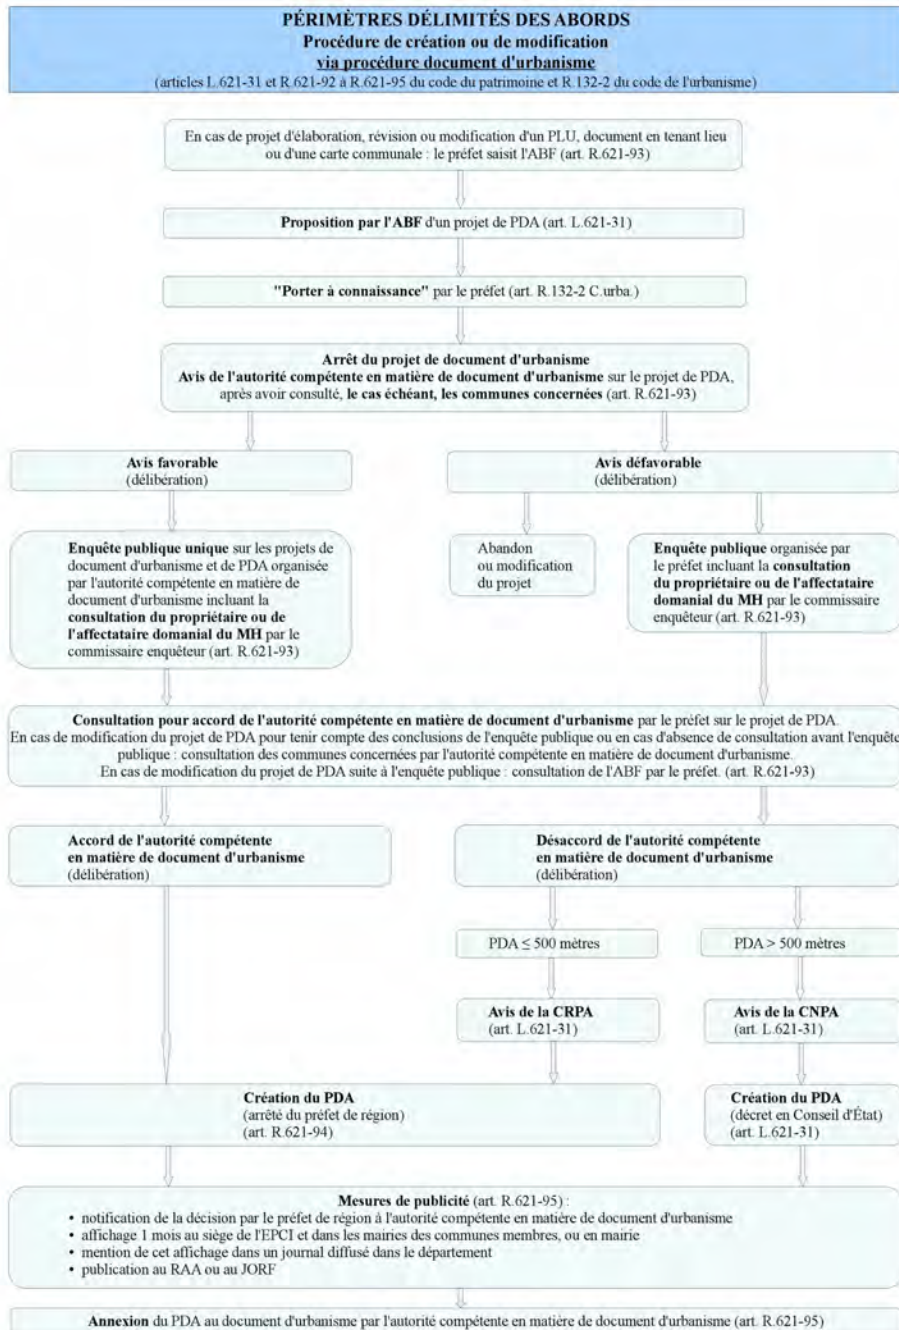 PÉRIMÈTRES DÉLIMITÉS DES ABORDS
Procédure de création ou de modification
via procédure document d'urbanisme
(articles L.621-31 et R.621-92 à R.621-95 du code du patrimoine et R.132-2 du code de l'urbanisme)
En cas de projet d'élaboration, révision ou modification d'un PLU, document en tenant lieu
ou d'une carte communale : le préfet saisit l'ABF (art. R.621-93)
Proposition par l'ABF d'un projet de PDA (art. L.621-31)
"Porter à connaissance" par le préfet (art. R.132-2 C.urba.)
Arrêt du projet de document d'urbanisme
Avis de l'autorité compétente en matière de document d'urbanisme sur le projet de PDA,
après avoir consulté, le cas échéant, les communes concernées (art. R.621-93)
Avis favorable
(délibération)
Avis défavorable
(délibération)
Enquête publique unique sur les projets de
document d'urbanisme et de PDA organisée
par l'autorité compétente en matière de
document d'urbanisme incluant la
consultation du propriétaire ou de
l'affectataire domanial du MH par le
commissaire enquêteur (art. R.621-93)
Abandon
ou modification
du projet
Enquête publique organisée par
le préfet incluant la consultation
du propriétaire ou de l'affectataire
domanial du MH par le commissaire
enquêteur (art. R.621-93)
Consultation pour accord de l'autorité compétente en matière de document d'urbanisme par le préfet sur le projet de PDA.
En cas de modification du projet de PDA pour tenir compte des conclusions de l'enquête publique ou en cas d'absence de consultation avant l'enquête
publique : consultation des communes concernées par l'autorité compétente en matière de document d'urbanisme.
En cas de modification du projet de PDA suite à l'enquête publique : consultation de l'ABF par le préfet. (art. R.621-93)
Accord de l'autorité compétente
en matière de document d'urbanisme
(délibération)
Désaccord de l'autorité compétente
en matière de document d'urbanisme
(délibération)
PDA ≤ 500 mètres
PDA > 500 mètres
Avis de la CRPA
(art. L.621-31)
Avis de la CNPA
(art. L.621-31)
Création du PDA
(arrêté du préfet de région)
(art. R.621-94)
Création du PDA
(décret en Conseil d'État)
(art. L.621-31)
Mesures de publicité (art. R.621-95) :
• notification de la décision par le préfet de région à l'autorité compétente en matière de document d'urbanisme
• affichage 1 mois au siège de l'EPCI et dans les mairies des communes membres, ou en mairie
• mention de cet affichage dans un journal diffusé dans le département
• publication au RAA ou au JORF
Annexion du PDA au document d'urbanisme par l'autorité compétente en matière de document d'urbanisme (art. R.621-95)